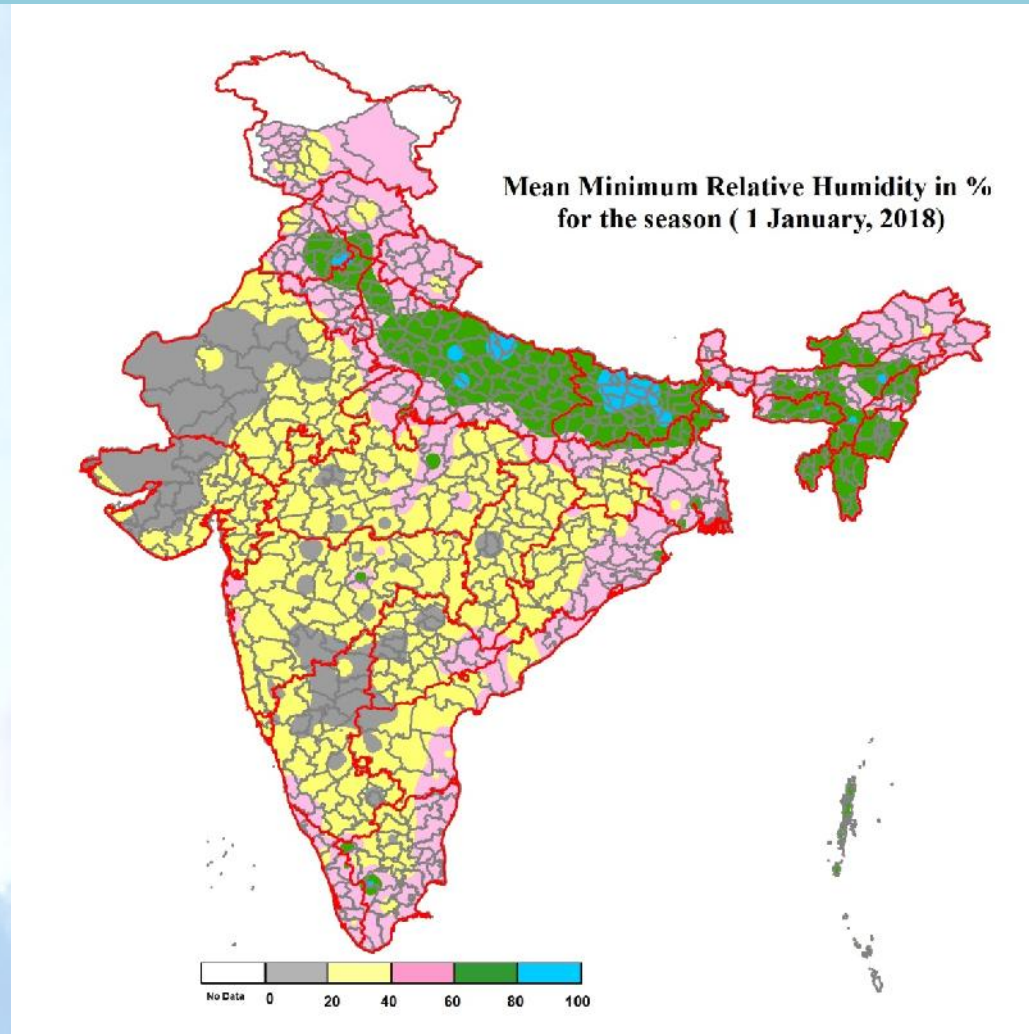 Mean Minimum Relative Humidity in %
for the season ( 1 January, 2018)
No Data 0 20 40 60 80 100